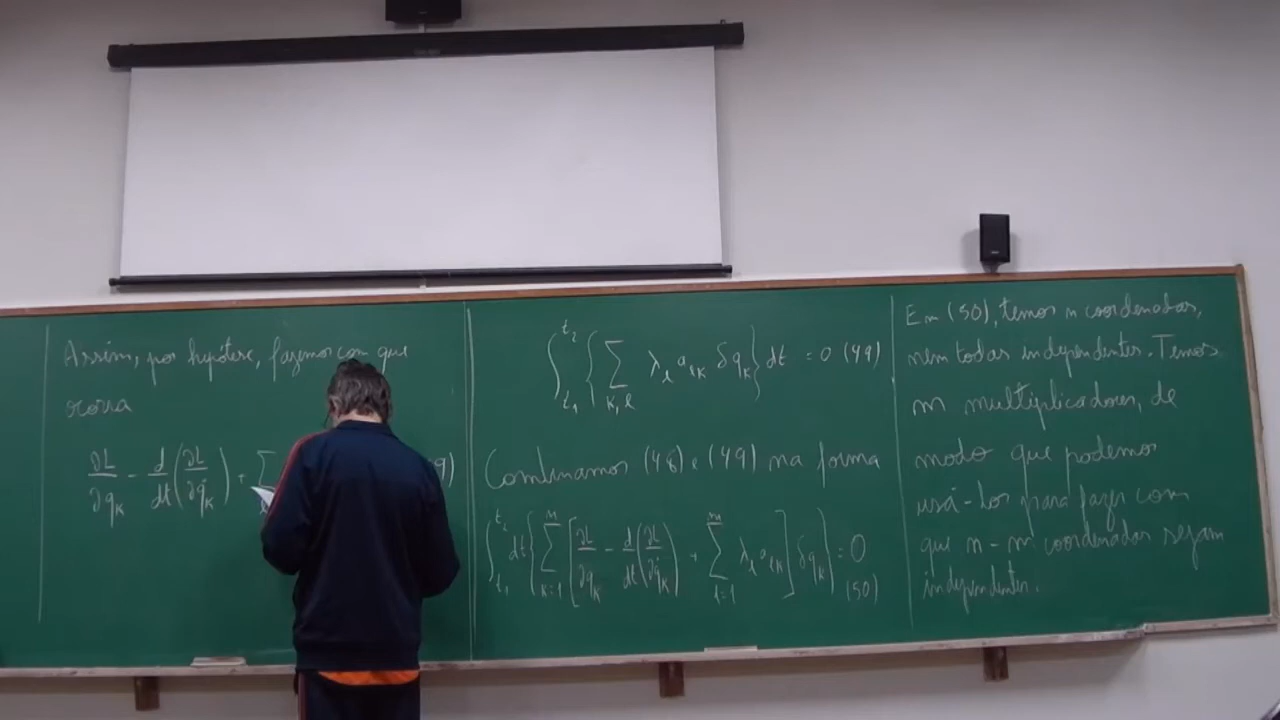 Assim, por hipótese, fazemos com que
ocorra
∂L/∂q_K - d/dt(∂L/∂q̇_K) + Σ 9)
∫_{t₁}^{t₂} { Σ_{K,l} λ_l a_{lK} δq_K } dt = 0 (49)
Combinamos (48) e (49) na forma
∫_{t₁}^{t₂} dt { Σ_{K=1}^{n} [ ∂L/∂q_K - d/dt(∂L/∂q̇_K) + Σ_{l=1}^{m} λ_l a_{lK} ] δq_K } = 0
(50)
Em (50), temos n coordenadas,
nem todas independentes. Temos
m multiplicadores, de
modo que podemos
usá-los para fazer com
que n-m coordenadas sejam
independentes.